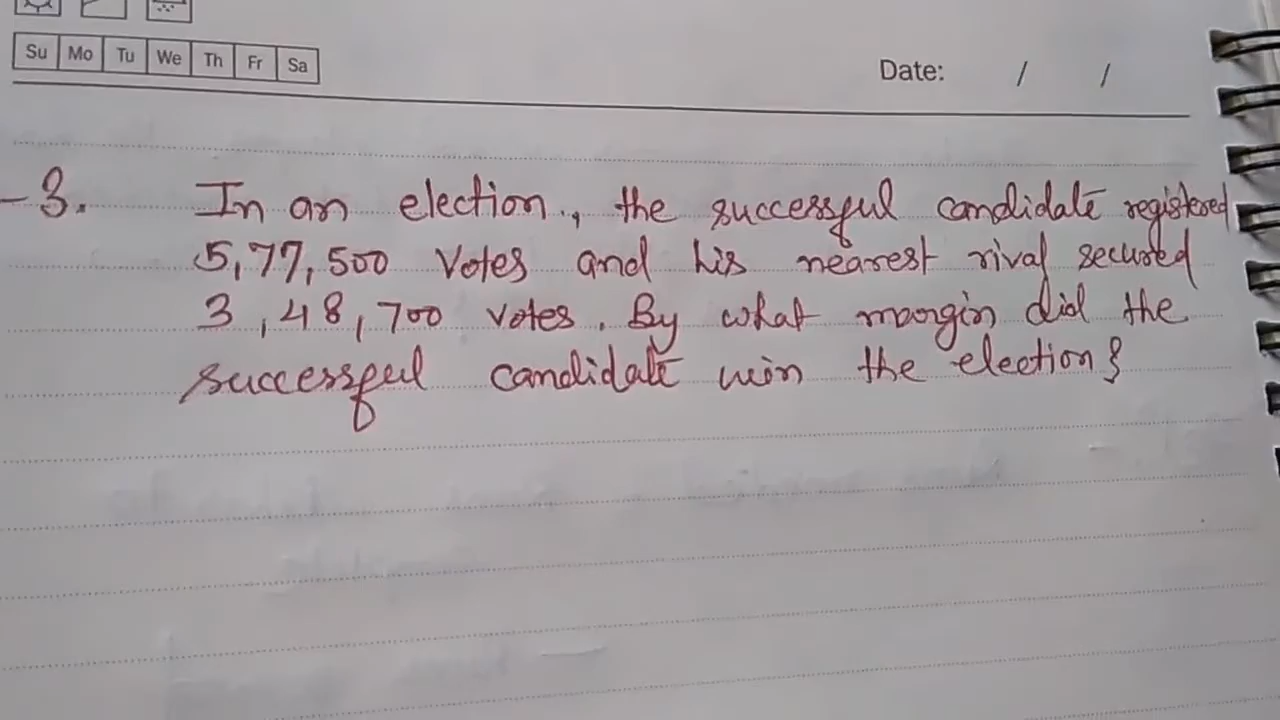 Su Mo Tu We Th Fr Sa
Date: / /
-3. In an election, the successful candidate registered
5,77,500 Votes and his nearest rival secured
3,48,700 votes. By what margin did the
successful candidate win the election?